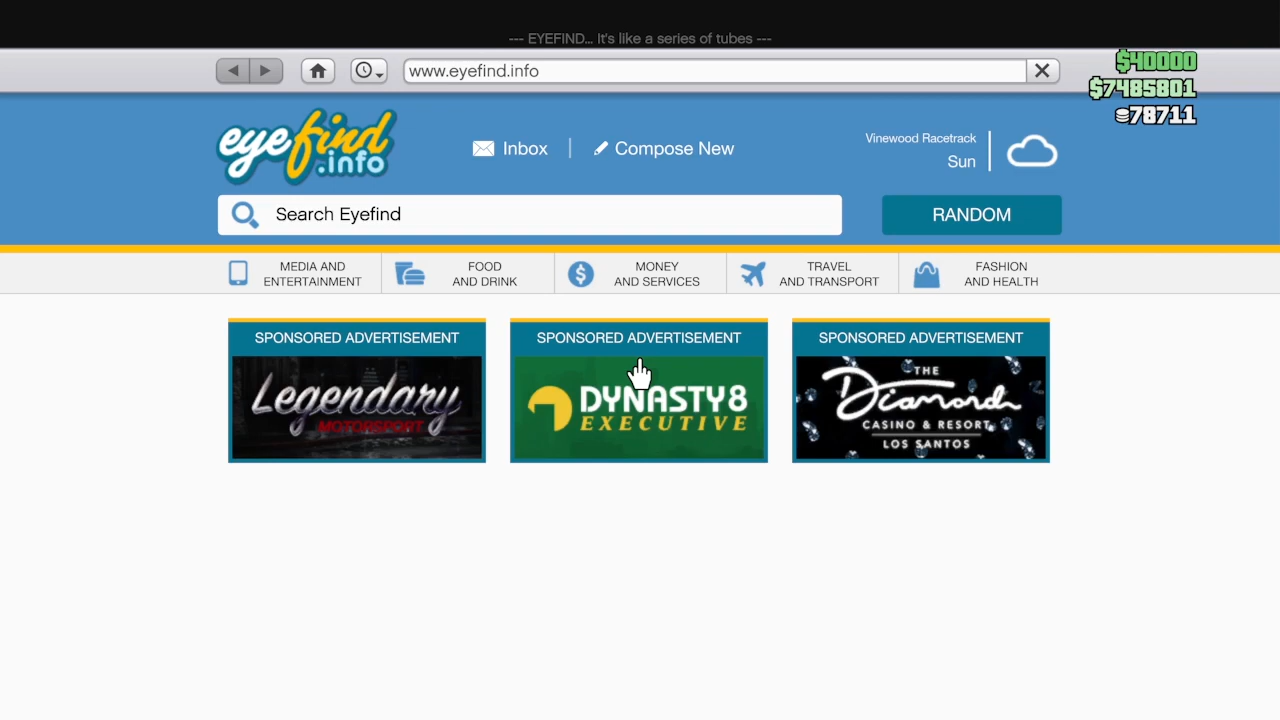 --- EYEFIND... It's like a series of tubes ---
www.eyefind.info
$40000
$7485801
78711
eyefind
.info
Inbox
Compose New
Vinewood Racetrack
Sun
Search Eyefind
RANDOM
MEDIA AND
ENTERTAINMENT
FOOD
AND DRINK
MONEY
AND SERVICES
TRAVEL
AND TRANSPORT
FASHION
AND HEALTH
SPONSORED ADVERTISEMENT
Legendary
MOTORSPORT
SPONSORED ADVERTISEMENT
DYNASTY 8
EXECUTIVE
SPONSORED ADVERTISEMENT
THE
Diamond
CASINO & RESORT
LOS SANTOS